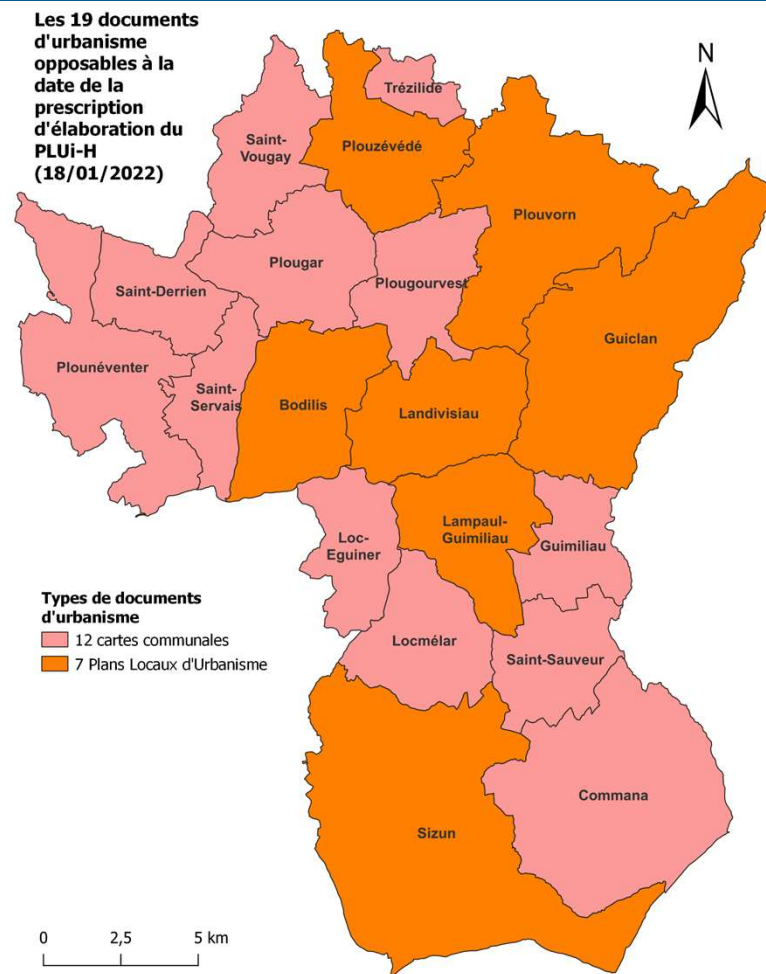 Les 19 documents
d'urbanisme
opposables à la
date de la
prescription
d'élaboration du
PLUi-H
(18/01/2022)
N
Trézilidé
Saint-
Vougay
Plouzévédé
Plouvorn
Plougar
Plougourvest
Saint-Derrien
Guiclan
Plounéventer
Saint-
Servais
Bodilis
Landivisiau
Lampaul-
Guimiliau
Loc-
Eguiner
Guimiliau
Types de documents
d'urbanisme
12 cartes communales
7 Plans Locaux d'Urbanisme
Locmélar
Saint-Sauveur
Commana
Sizun
0 2,5 5 km